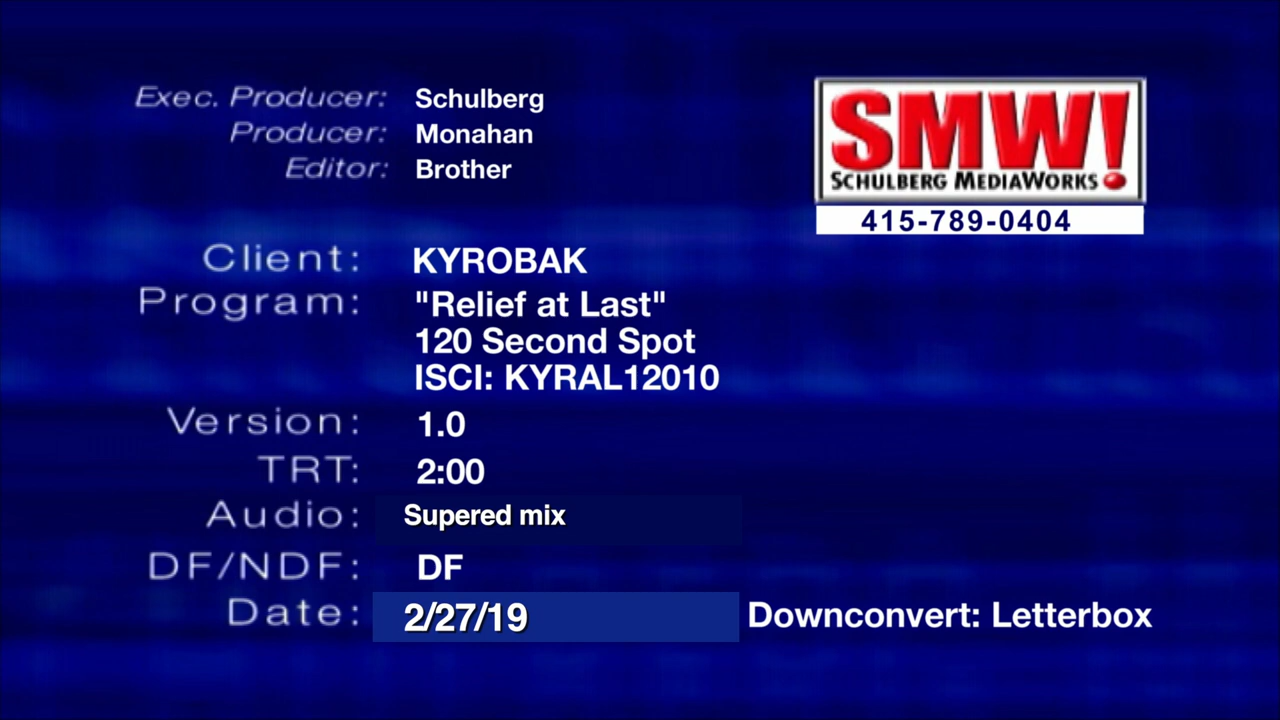 Exec. Producer: Schulberg
Producer: Monahan
Editor: Brother
SMW!
SCHULBERG MEDIAWORKS
415-789-0404
Client: KYROBAK
Program: "Relief at Last"
120 Second Spot
ISCI: KYRAL12010
Version: 1.0
TRT: 2:00
Audio: Supered mix
DF/NDF: DF
Date: 2/27/19 Downconvert: Letterbox